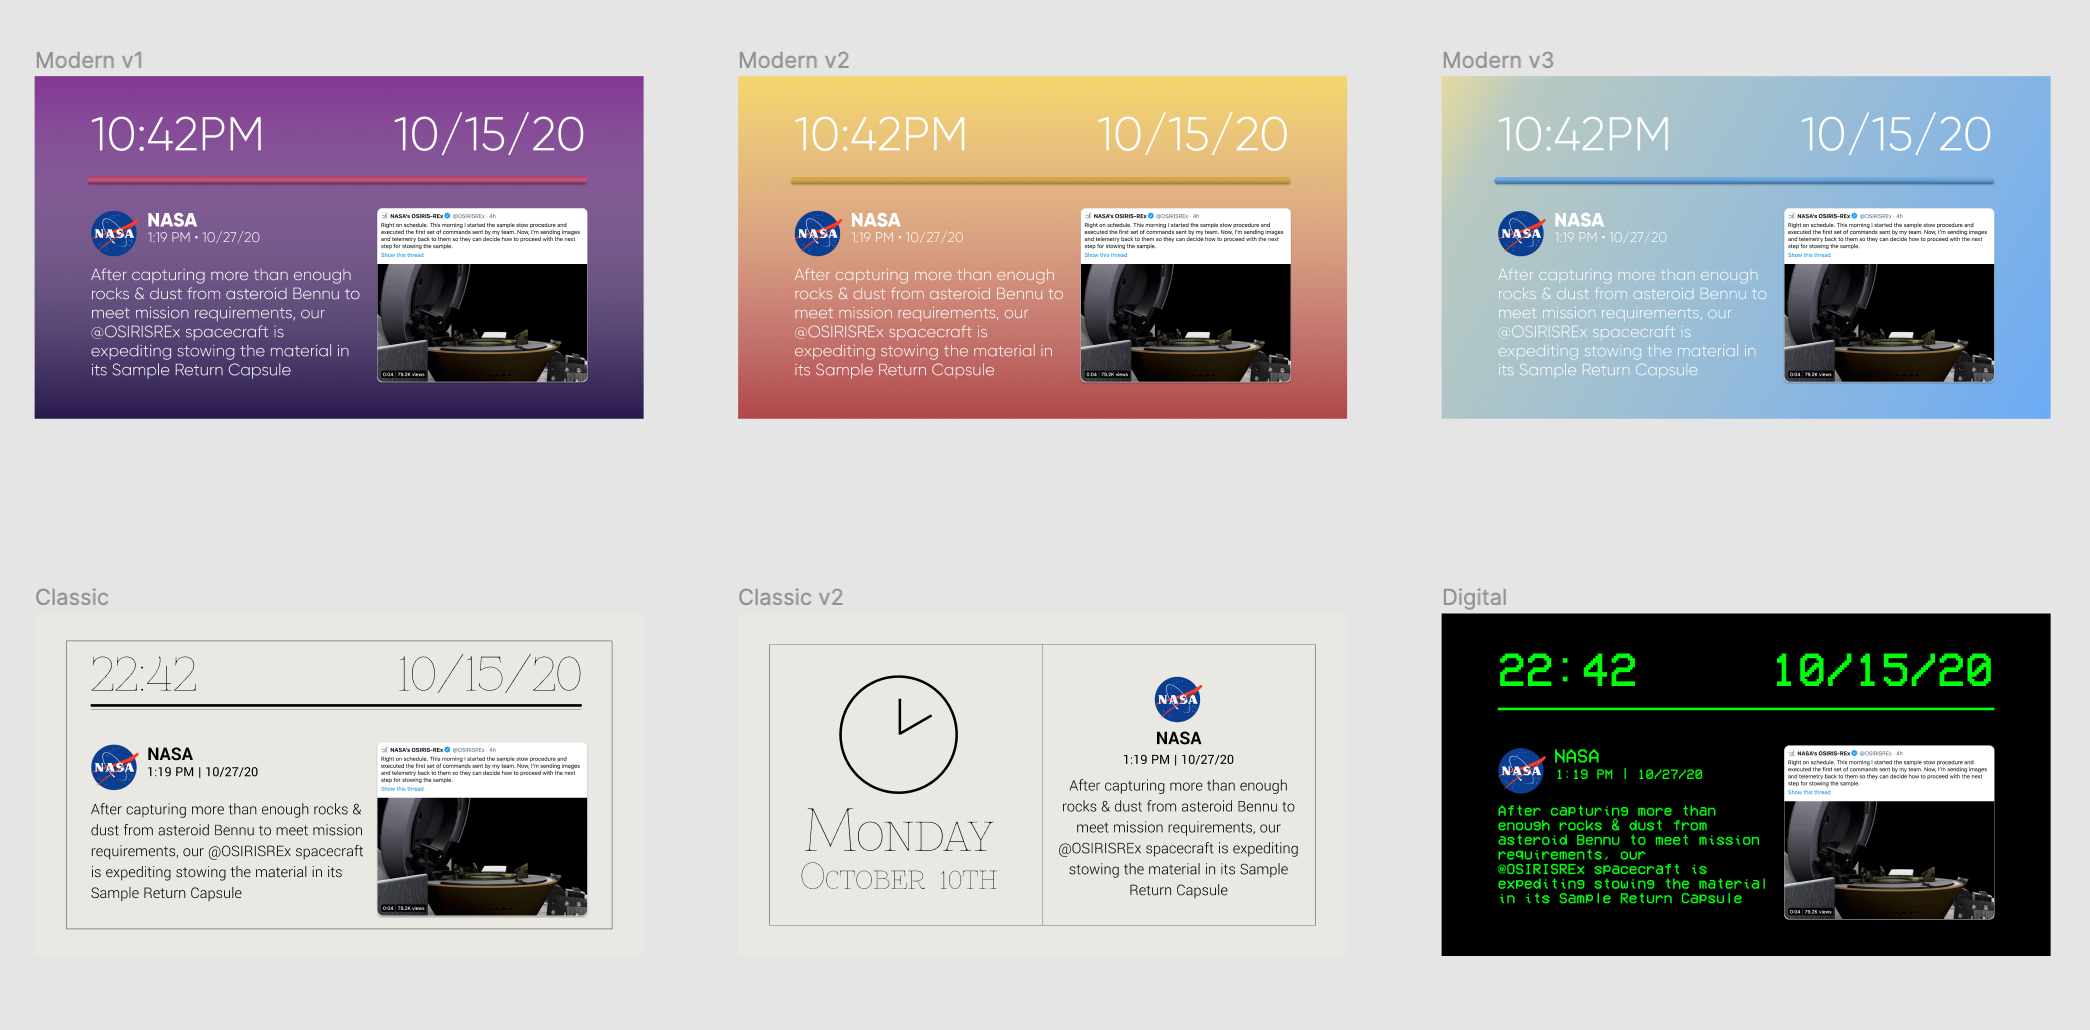 Modern v1
10:42PM 10/15/20
NASA
NASA
1:19 PM • 10/27/20
After capturing more than enough
rocks & dust from asteroid Bennu to
meet mission requirements, our
@OSIRISREx spacecraft is
expediting stowing the material in
its Sample Return Capsule
NASA's OSIRIS-REx @OSIRISREx · 4h
Right on schedule. This morning I started the sample stow procedure and
executed the first set of commands sent by my team. Now, I'm sending images
and telemetry back to them so they can decide how to proceed with the next
step for stowing the sample.
Show this thread
0:04 79.2K views
Modern v2
10:42PM 10/15/20
NASA
NASA
1:19 PM • 10/27/20
After capturing more than enough
rocks & dust from asteroid Bennu to
meet mission requirements, our
@OSIRISREx spacecraft is
expediting stowing the material in
its Sample Return Capsule
NASA's OSIRIS-REx @OSIRISREx · 4h
Right on schedule. This morning I started the sample stow procedure and
executed the first set of commands sent by my team. Now, I'm sending images
and telemetry back to them so they can decide how to proceed with the next
step for stowing the sample.
Show this thread
0:04 79.2K views
Modern v3
10:42PM 10/15/20
NASA
NASA
1:19 PM • 10/27/20
After capturing more than enough
rocks & dust from asteroid Bennu to
meet mission requirements, our
@OSIRISREx spacecraft is
expediting stowing the material in
its Sample Return Capsule
NASA's OSIRIS-REx @OSIRISREx · 4h
Right on schedule. This morning I started the sample stow procedure and
executed the first set of commands sent by my team. Now, I'm sending images
and telemetry back to them so they can decide how to proceed with the next
step for stowing the sample.
Show this thread
0:04 79.2K views
Classic
22:42 10/15/20
NASA
NASA
1:19 PM | 10/27/20
After capturing more than enough rocks &
dust from asteroid Bennu to meet mission
requirements, our @OSIRISREx spacecraft
is expediting stowing the material in its
Sample Return Capsule
NASA's OSIRIS-REx @OSIRISREx · 4h
Right on schedule. This morning I started the sample stow procedure and
executed the first set of commands sent by my team. Now, I'm sending images
and telemetry back to them so they can decide how to proceed with the next
step for stowing the sample.
Show this thread
0:04 79.2K views
Classic v2
Monday
October 10th
NASA
NASA
1:19 PM | 10/27/20
After capturing more than enough
rocks & dust from asteroid Bennu to
meet mission requirements, our
@OSIRISREx spacecraft is expediting
stowing the material in its Sample
Return Capsule
Digital
22:42 10/15/20
NASA
NASA
1:19 PM | 10/27/20
After capturing more than
enough rocks & dust from
asteroid Bennu to meet mission
requirements, our
@OSIRISREx spacecraft is
expediting stowing the material
in its Sample Return Capsule
NASA's OSIRIS-REx @OSIRISREx · 4h
Right on schedule. This morning I started the sample stow procedure and
executed the first set of commands sent by my team. Now, I'm sending images
and telemetry back to them so they can decide how to proceed with the next
step for stowing the sample.
Show this thread
0:04 79.2K views